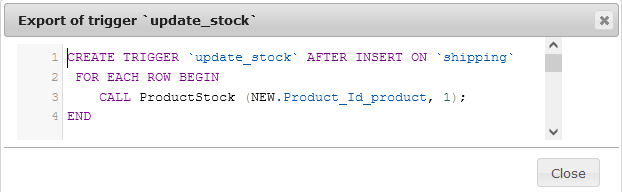 Export of trigger `update_stock`
1 CREATE TRIGGER `update_stock` AFTER INSERT ON `shipping`
2 FOR EACH ROW BEGIN
3 CALL ProductStock (NEW.Product_Id_product, 1);
4 END
Close